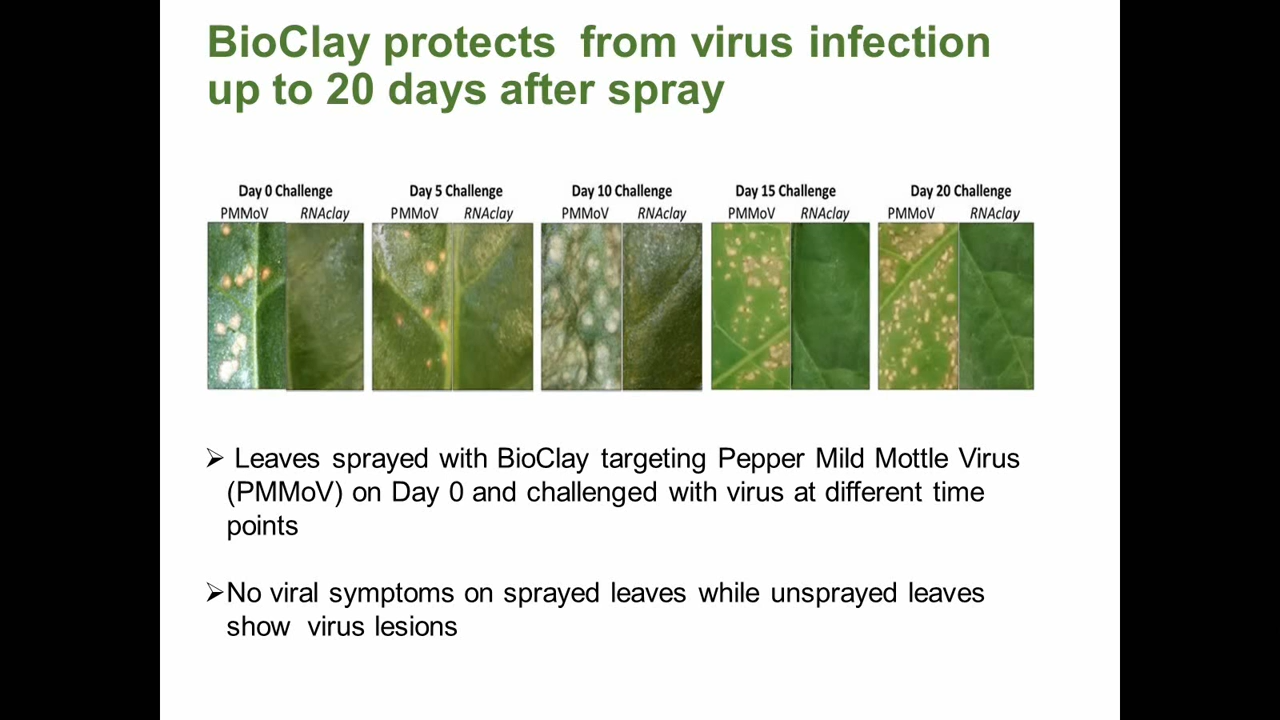 BioClay protects from virus infection
up to 20 days after spray
Day 0 Challenge
PMMoV RNAclay
Day 5 Challenge
PMMoV RNAclay
Day 10 Challenge
PMMoV RNAclay
Day 15 Challenge
PMMoV RNAclay
Day 20 Challenge
PMMoV RNAclay
➢ Leaves sprayed with BioClay targeting Pepper Mild Mottle Virus
(PMMoV) on Day 0 and challenged with virus at different time
points
➢No viral symptoms on sprayed leaves while unsprayed leaves
show virus lesions